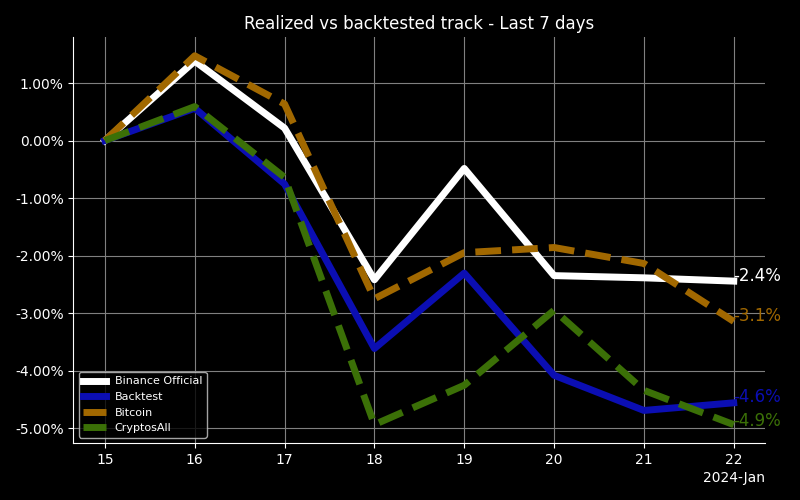 Realized vs backtested track - Last 7 days
1.00%
0.00%
-1.00%
-2.00%
-3.00%
-4.00%
-5.00%
-2.4%
-3.1%
-4.6%
-4.9%
Binance Official
Backtest
Bitcoin
CryptosAll
15 16 17 18 19 20 21 22
2024-Jan